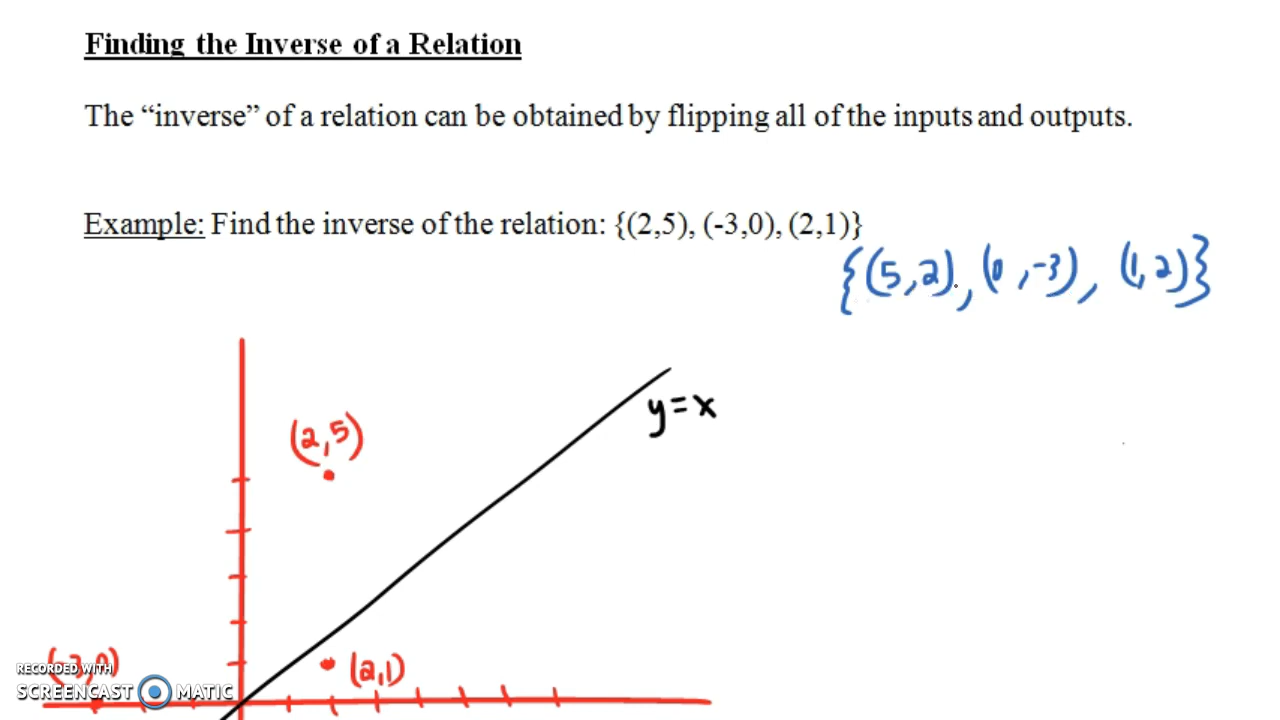 Finding the Inverse of a Relation
The “inverse” of a relation can be obtained by flipping all of the inputs and outputs.
Example: Find the inverse of the relation: {(2,5), (-3,0), (2,1)}
{(5,2), (0,-3), (1,2)}
y=x
(2,5)
(-3,0)
(2,1)
RECORDED WITH
SCREENCAST MATIC